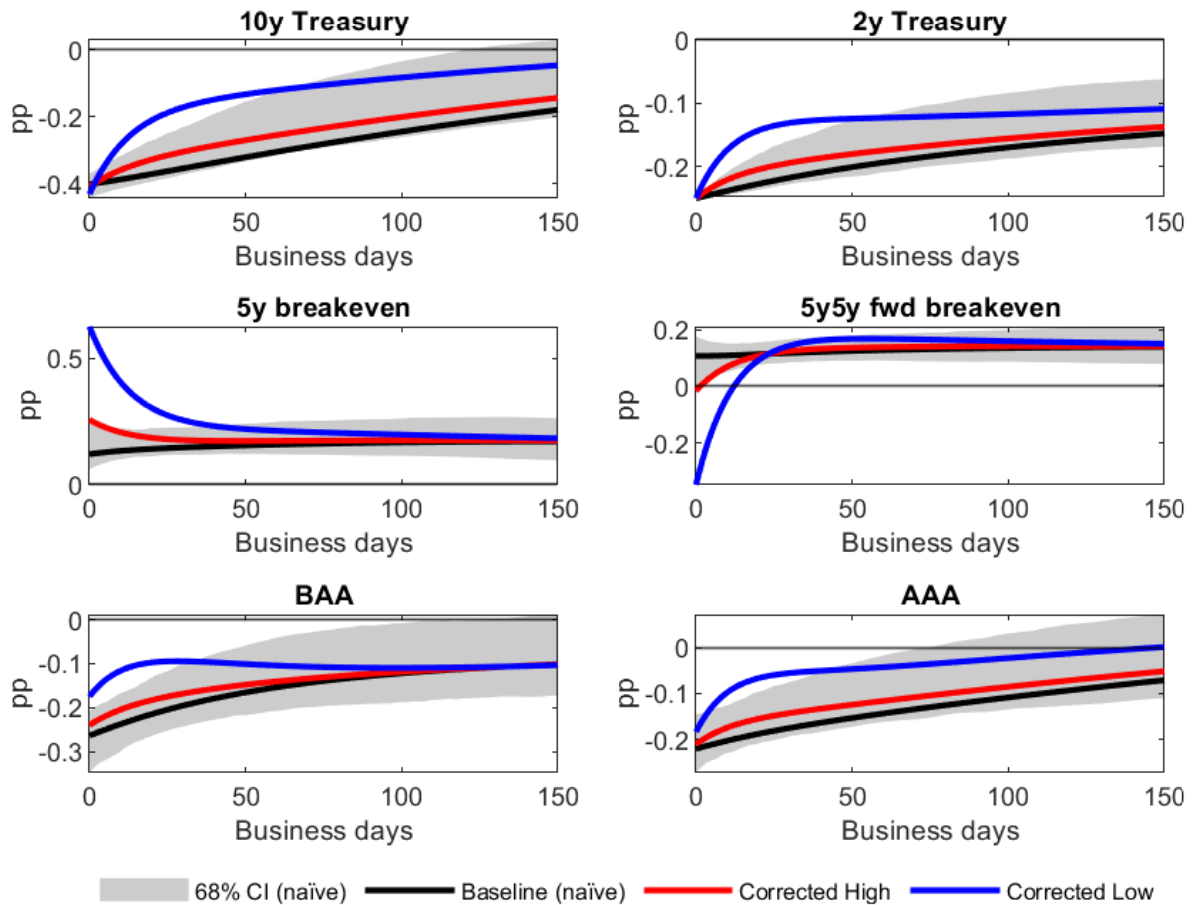 10y Treasury
0
-0.2
-0.4
pp
0 50 100 150
Business days
2y Treasury
0
-0.1
-0.2
pp
0 50 100 150
Business days
5y breakeven
0.5
0
pp
0 50 100 150
Business days
5y5y fwd breakeven
0.2
0
-0.2
pp
0 50 100 150
Business days
BAA
0
-0.1
-0.2
-0.3
pp
0 50 100 150
Business days
AAA
0
-0.1
-0.2
pp
0 50 100 150
Business days
68% CI (naïve) Baseline (naïve) Corrected High Corrected Low